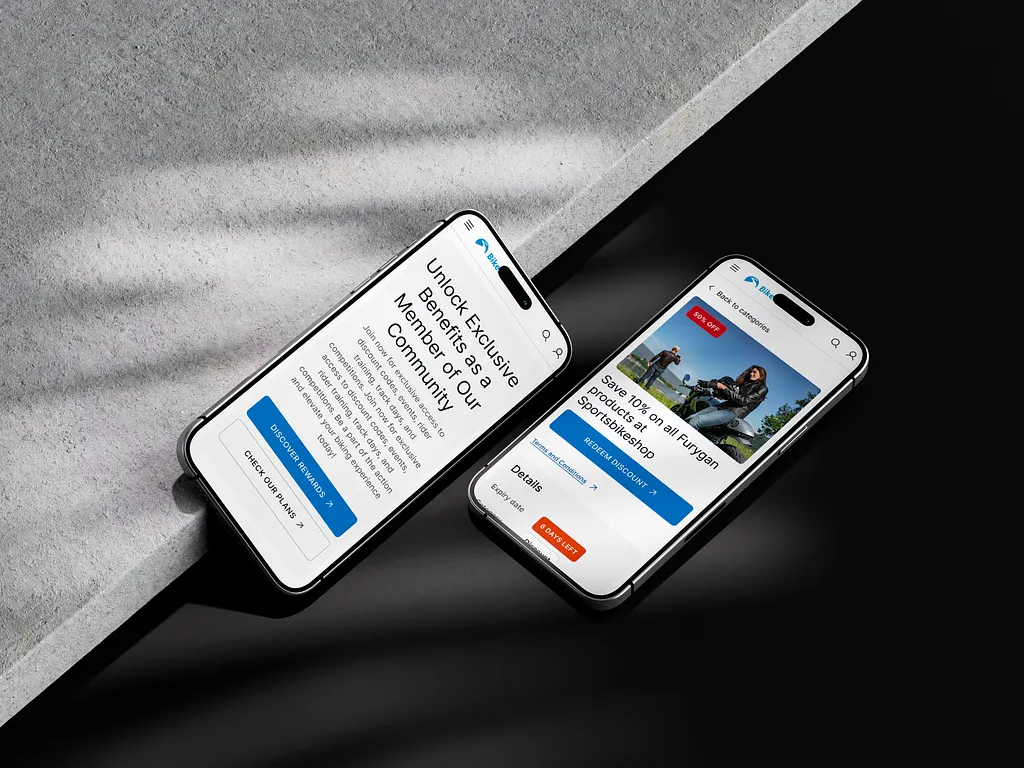 Bike
Unlock Exclusive
Benefits as a
Member of Our
Community
Join now for exclusive access to
discount codes, events, rider
training, track days, and
competitions. Join now for exclusive
access to discount codes, events,
rider training, track days, and
competitions. Be a part of the action
and elevate your biking experience
today!
DISCOVER REWARDS
CHECK OUR PLANS
Bike
Back to categories
50% OFF
Save 10% on all Furygan
products at
Sportsbikeshop
REDEEM DISCOUNT
Terms and Conditions
Details
Expiry date
6 DAYS LEFT